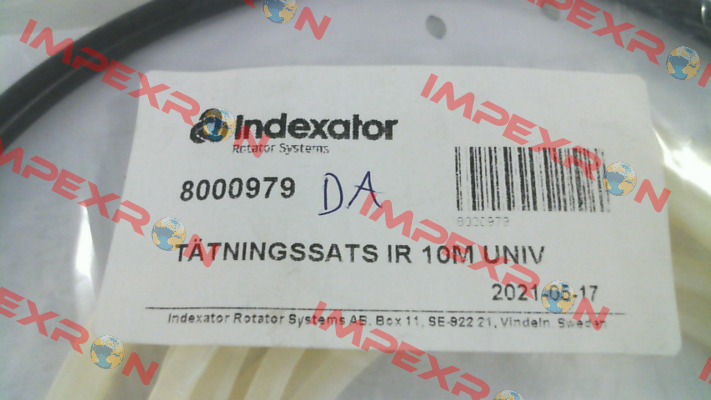 Indexator
Rotator Systems
8000979 DA
8000979
TÄTNINGSSATS IR 10M UNIV
2021-05-17
Indexator Rotator Systems AB, Box 11, SE-922 21, Vindeln, Sweden
IMPEXRON
IMPEXRON
IMPEXRON
IMPEXRON
IMPEXRON
IMPEXRON